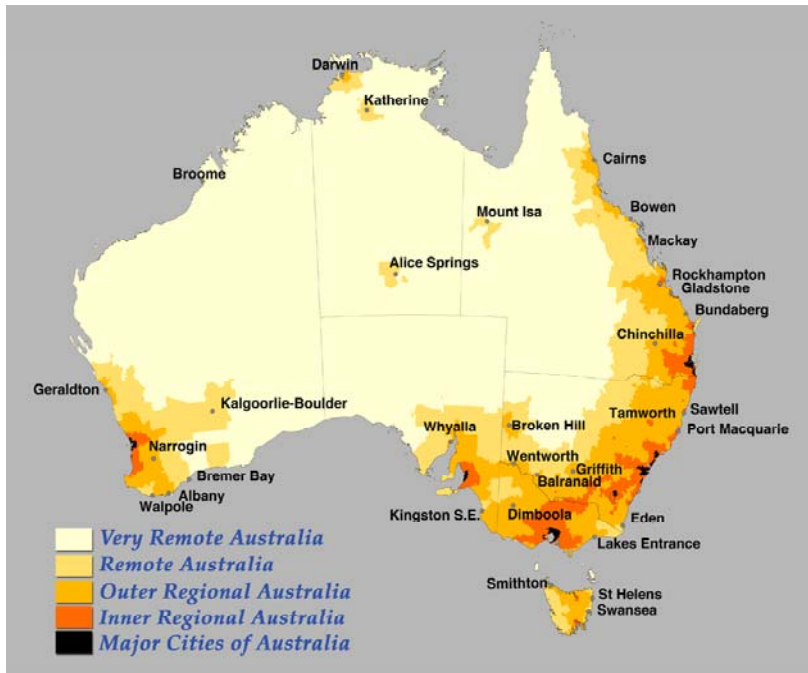 Darwin
Katherine
Cairns
Broome
Mount Isa
Bowen
Mackay
Alice Springs
Rockhampton
Gladstone
Bundaberg
Chinchilla
Geraldton
Kalgoorlie-Boulder
Tamworth
Sawtell
Whyalla
Broken Hill
Port Macquarie
Narrogin
Wentworth
Griffith
Bremer Bay
Balranald
Albany
Walpole
Kingston S.E.
Dimboola
Eden
Lakes Entrance
Very Remote Australia
Remote Australia
Outer Regional Australia
Inner Regional Australia
Major Cities of Australia
Smithton
St Helens
Swansea